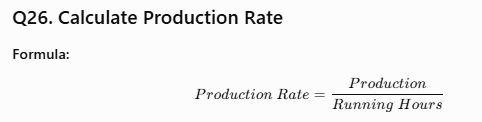 Q26. Calculate Production Rate
Formula:
Production Rate = Production / Running Hours